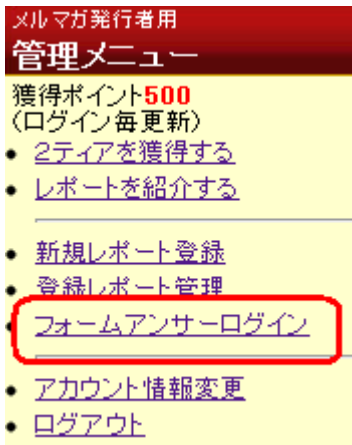 メルマガ発行者用
管理メニュー
獲得ポイント500
(ログイン毎更新)
2ティアを獲得する
レポートを紹介する
新規レポート登録
登録レポート管理
フォームアンサーログイン
アカウント情報変更
ログアウト